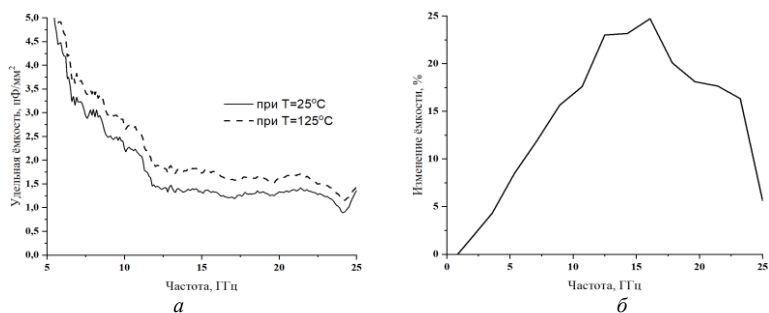 Удельная ёмкость, пФ/мм²
5,0
4,5
4,0
3,5
3,0
2,5
2,0
1,5
1,0
0,5
0,0
при T=25°C
при T=125°C
5 10 15 20 25
Частота, ГГц
а
Изменение ёмкости, %
25
20
15
10
5
0
0 5 10 15 20 25
Частота, ГГц
б